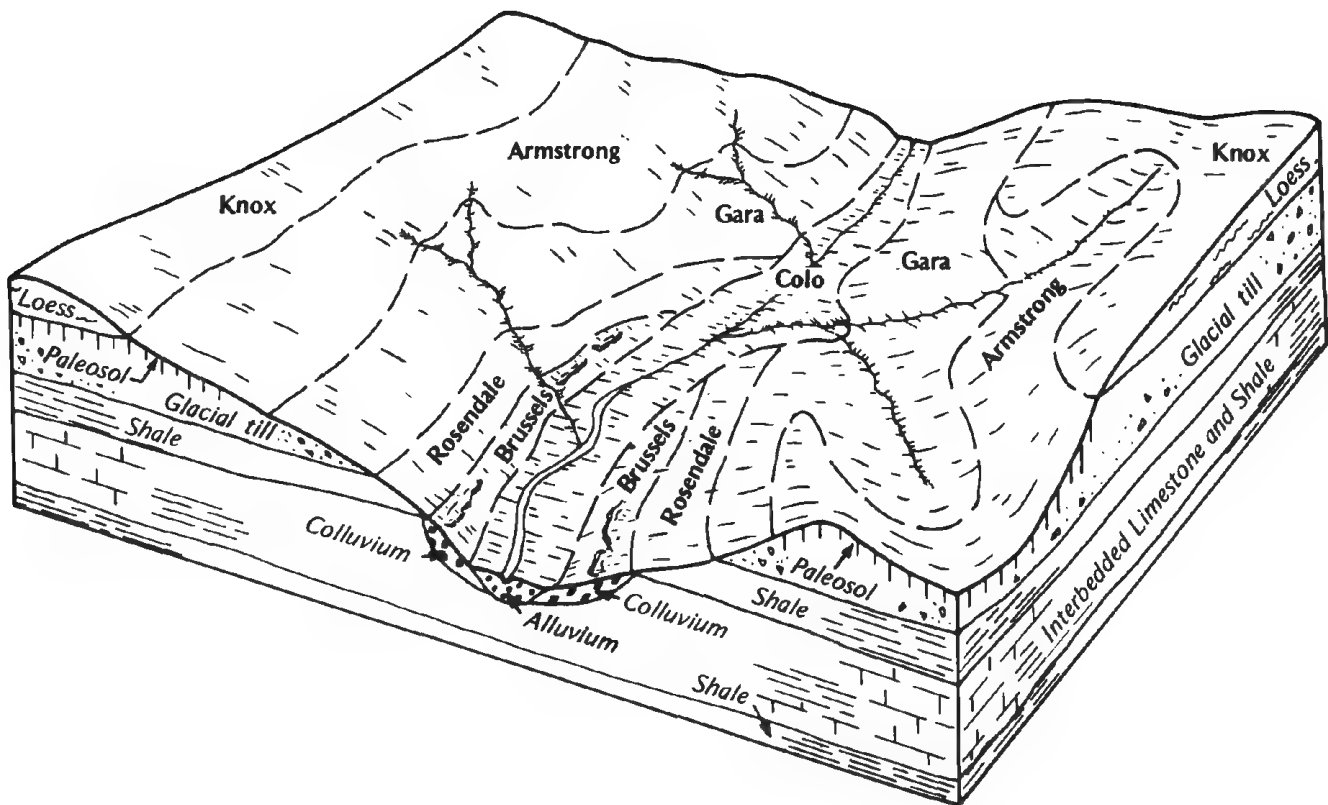 Armstrong
Knox
Knox
Loess
Gara
Gara
Colo
Armstrong
Glacial till
Loess
Paleosol
Glacial till
Shale
Rosendale
Brussels
Brussels
Rosendale
Colluvium
Colluvium
Alluvium
Shale
Paleosol
Interbedded Limestone and Shale
Shale